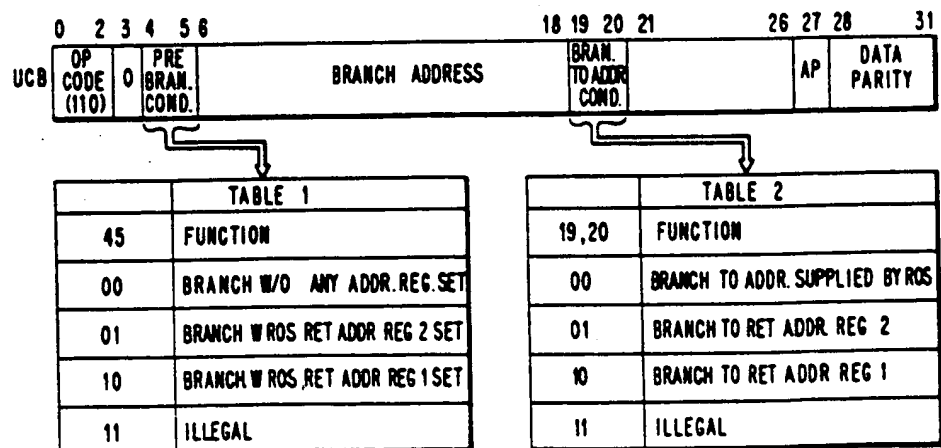 0 2 3 4 5 6 18 19 20 21 26 27 28 31
UCB
OP CODE (110)
0
PRE BRAN. COND.
BRANCH ADDRESS
BRAN. TO ADDR COND.
AP
DATA PARITY
TABLE 1
45 FUNCTION
00 BRANCH W/O ANY ADDR. REG. SET
01 BRANCH W ROS RET ADDR REG 2 SET
10 BRANCH W ROS, RET ADDR REG 1 SET
11 ILLEGAL
TABLE 2
19,20 FUNCTION
00 BRANCH TO ADDR. SUPPLIED BY ROS
01 BRANCH TO RET ADDR. REG 2
10 BRANCH TO RET ADDR REG 1
11 ILLEGAL